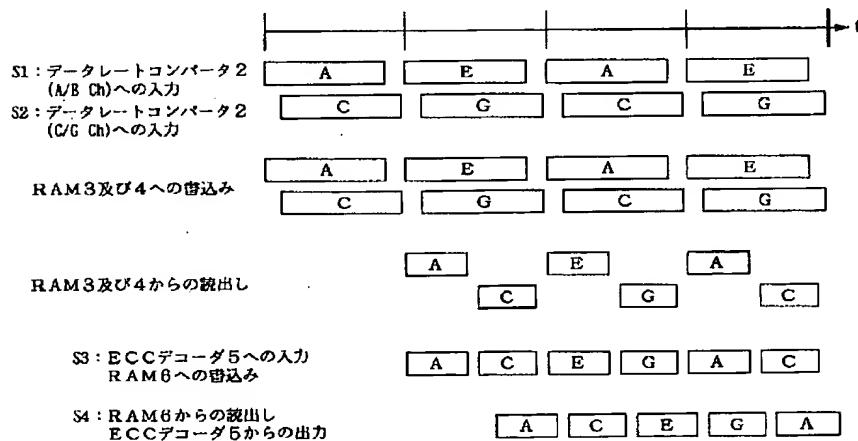 t
S1：データレートコンバータ2
(A/B Ch)への入力
A E A E
S2：データレートコンバータ2
(C/G Ch)への入力
C G C G
RAM3及び4への書込み
A E A E
C G C G
RAM3及び4からの読出し
A E A
C G C
S3：ECCデコーダ5への入力
RAM6への書込み
A C E G A C
S4：RAM6からの読出し
ECCデコーダ5からの出力
A C E G A